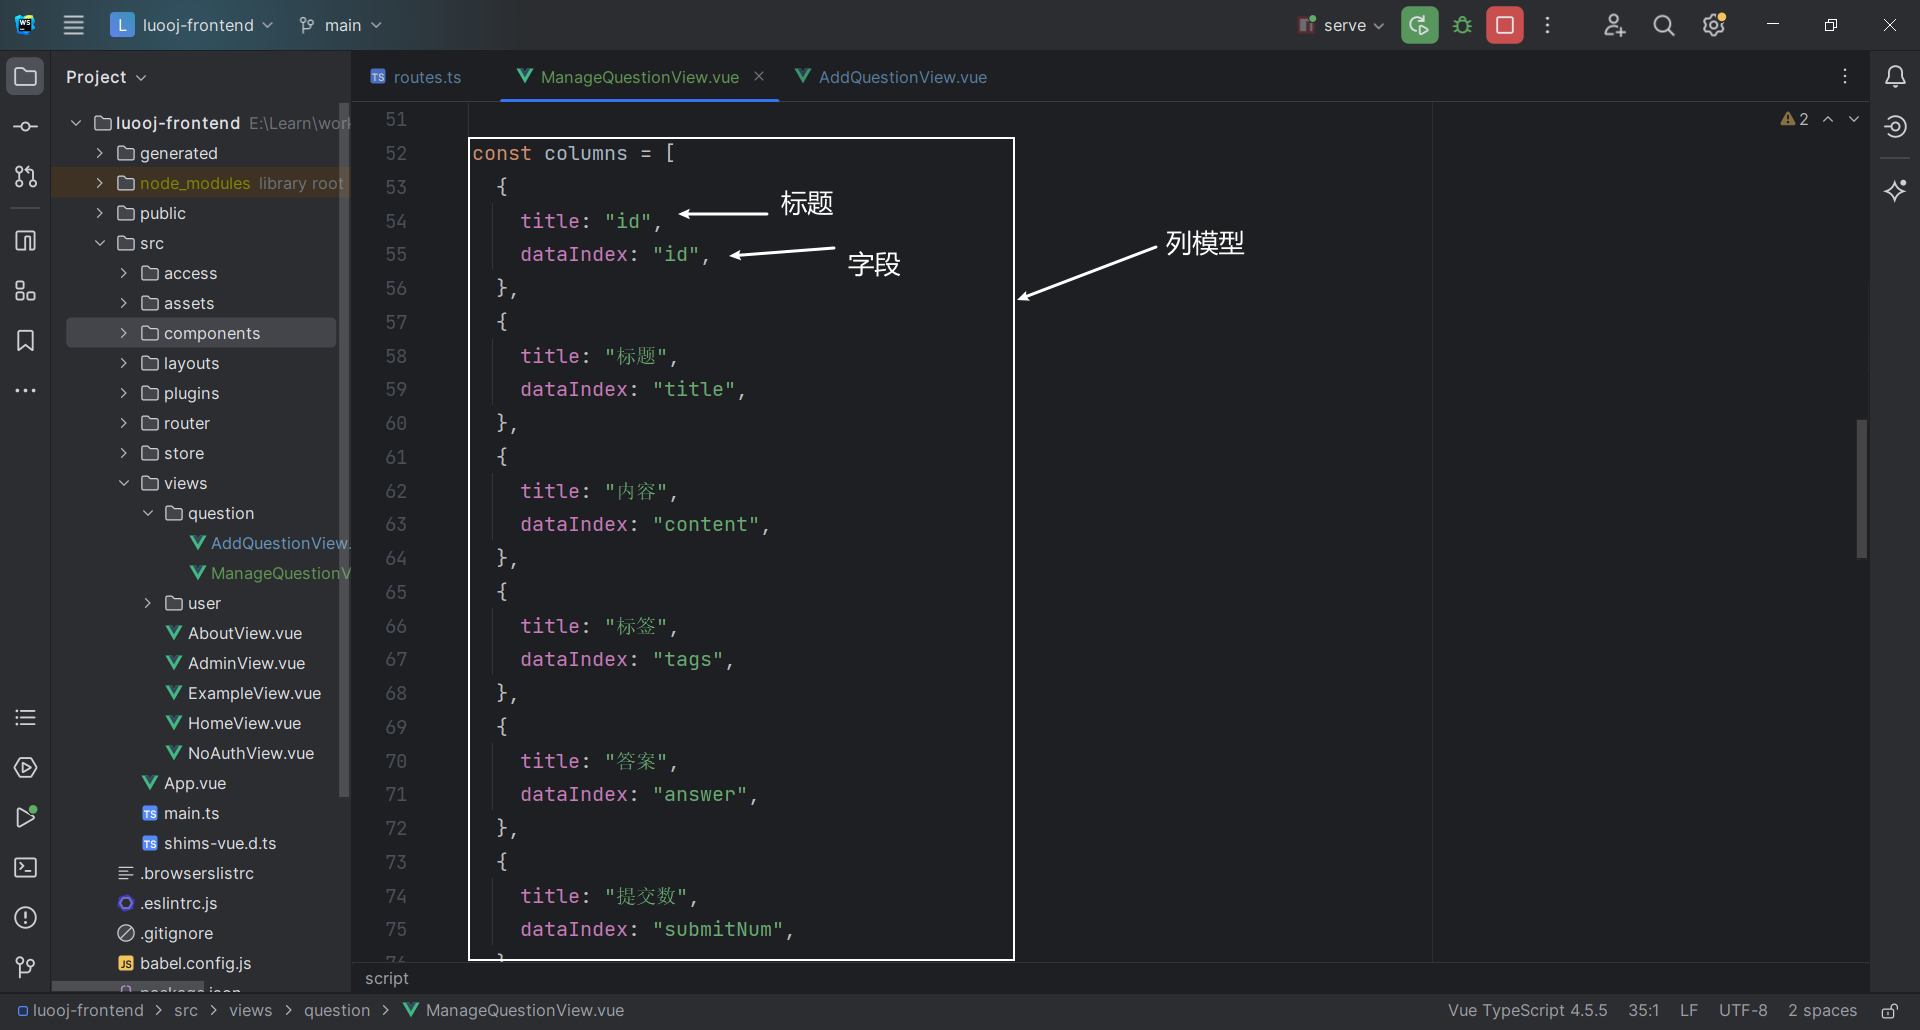 WS
L luooj-frontend main serve
Project
routes.ts ManageQuestionView.vue AddQuestionView.vue
luooj-frontend E:\Learn\work
generated
node_modules library root
public
src
access
assets
components
layouts
plugins
router
store
views
question
AddQuestionView.
ManageQuestionV
user
AboutView.vue
AdminView.vue
ExampleView.vue
HomeView.vue
NoAuthView.vue
App.vue
main.ts
shims-vue.d.ts
.browserslistrc
.eslintrc.js
.gitignore
babel.config.js
package.json
2
51
52 const columns = [
53 {
54 title: "id",
55 dataIndex: "id",
56 },
57 {
58 title: "标题",
59 dataIndex: "title",
60 },
61 {
62 title: "内容",
63 dataIndex: "content",
64 },
65 {
66 title: "标签",
67 dataIndex: "tags",
68 },
69 {
70 title: "答案",
71 dataIndex: "answer",
72 },
73 {
74 title: "提交数",
75 dataIndex: "submitNum",
76 }
标题
字段
列模型
script
luooj-frontend > src > views > question > ManageQuestionView.vue
Vue TypeScript 4.5.5 35:1 LF UTF-8 2 spaces